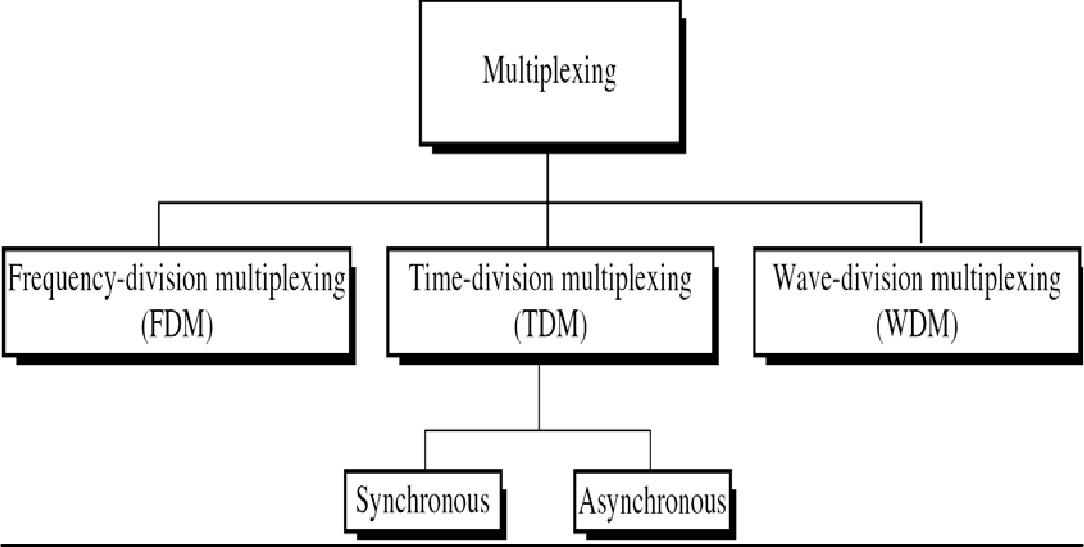 Multiplexing
Frequency-division multiplexing
(FDM)
Time-division multiplexing
(TDM)
Wave-division multiplexing
(WDM)
Synchronous
Asynchronous